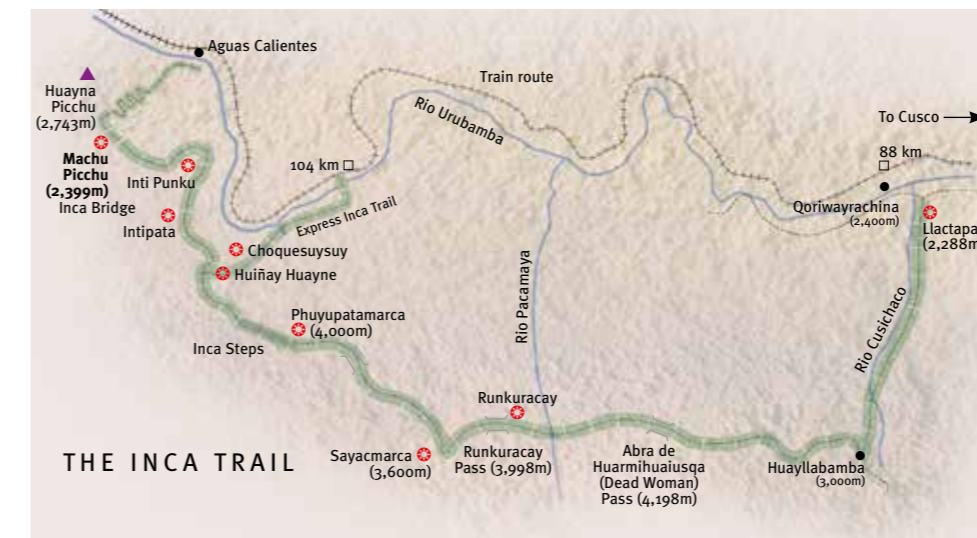 Aguas Calientes
Train route
Huayna
Picchu
(2,743m)
Rio Urubamba
To Cusco
Machu
Picchu
(2,399m)
Inca Bridge
104 km
88 km
Inti Punku
Qoriwayrachina
(2,400m)
Intipata
Express Inca Trail
Llactapa
(2,288m
Choquesuysuy
Huiñay Huayne
Rio Pacamaya
Rio Cusichaco
Phuyupatamarca
(4,000m)
Inca Steps
Runkuracay
THE INCA TRAIL
Sayacmarca
(3,600m)
Runkuracay
Pass (3,998m)
Abra de
Huarmihuaiusqa
(Dead Woman)
Pass (4,198m)
Huayllabamba
(3,000m)